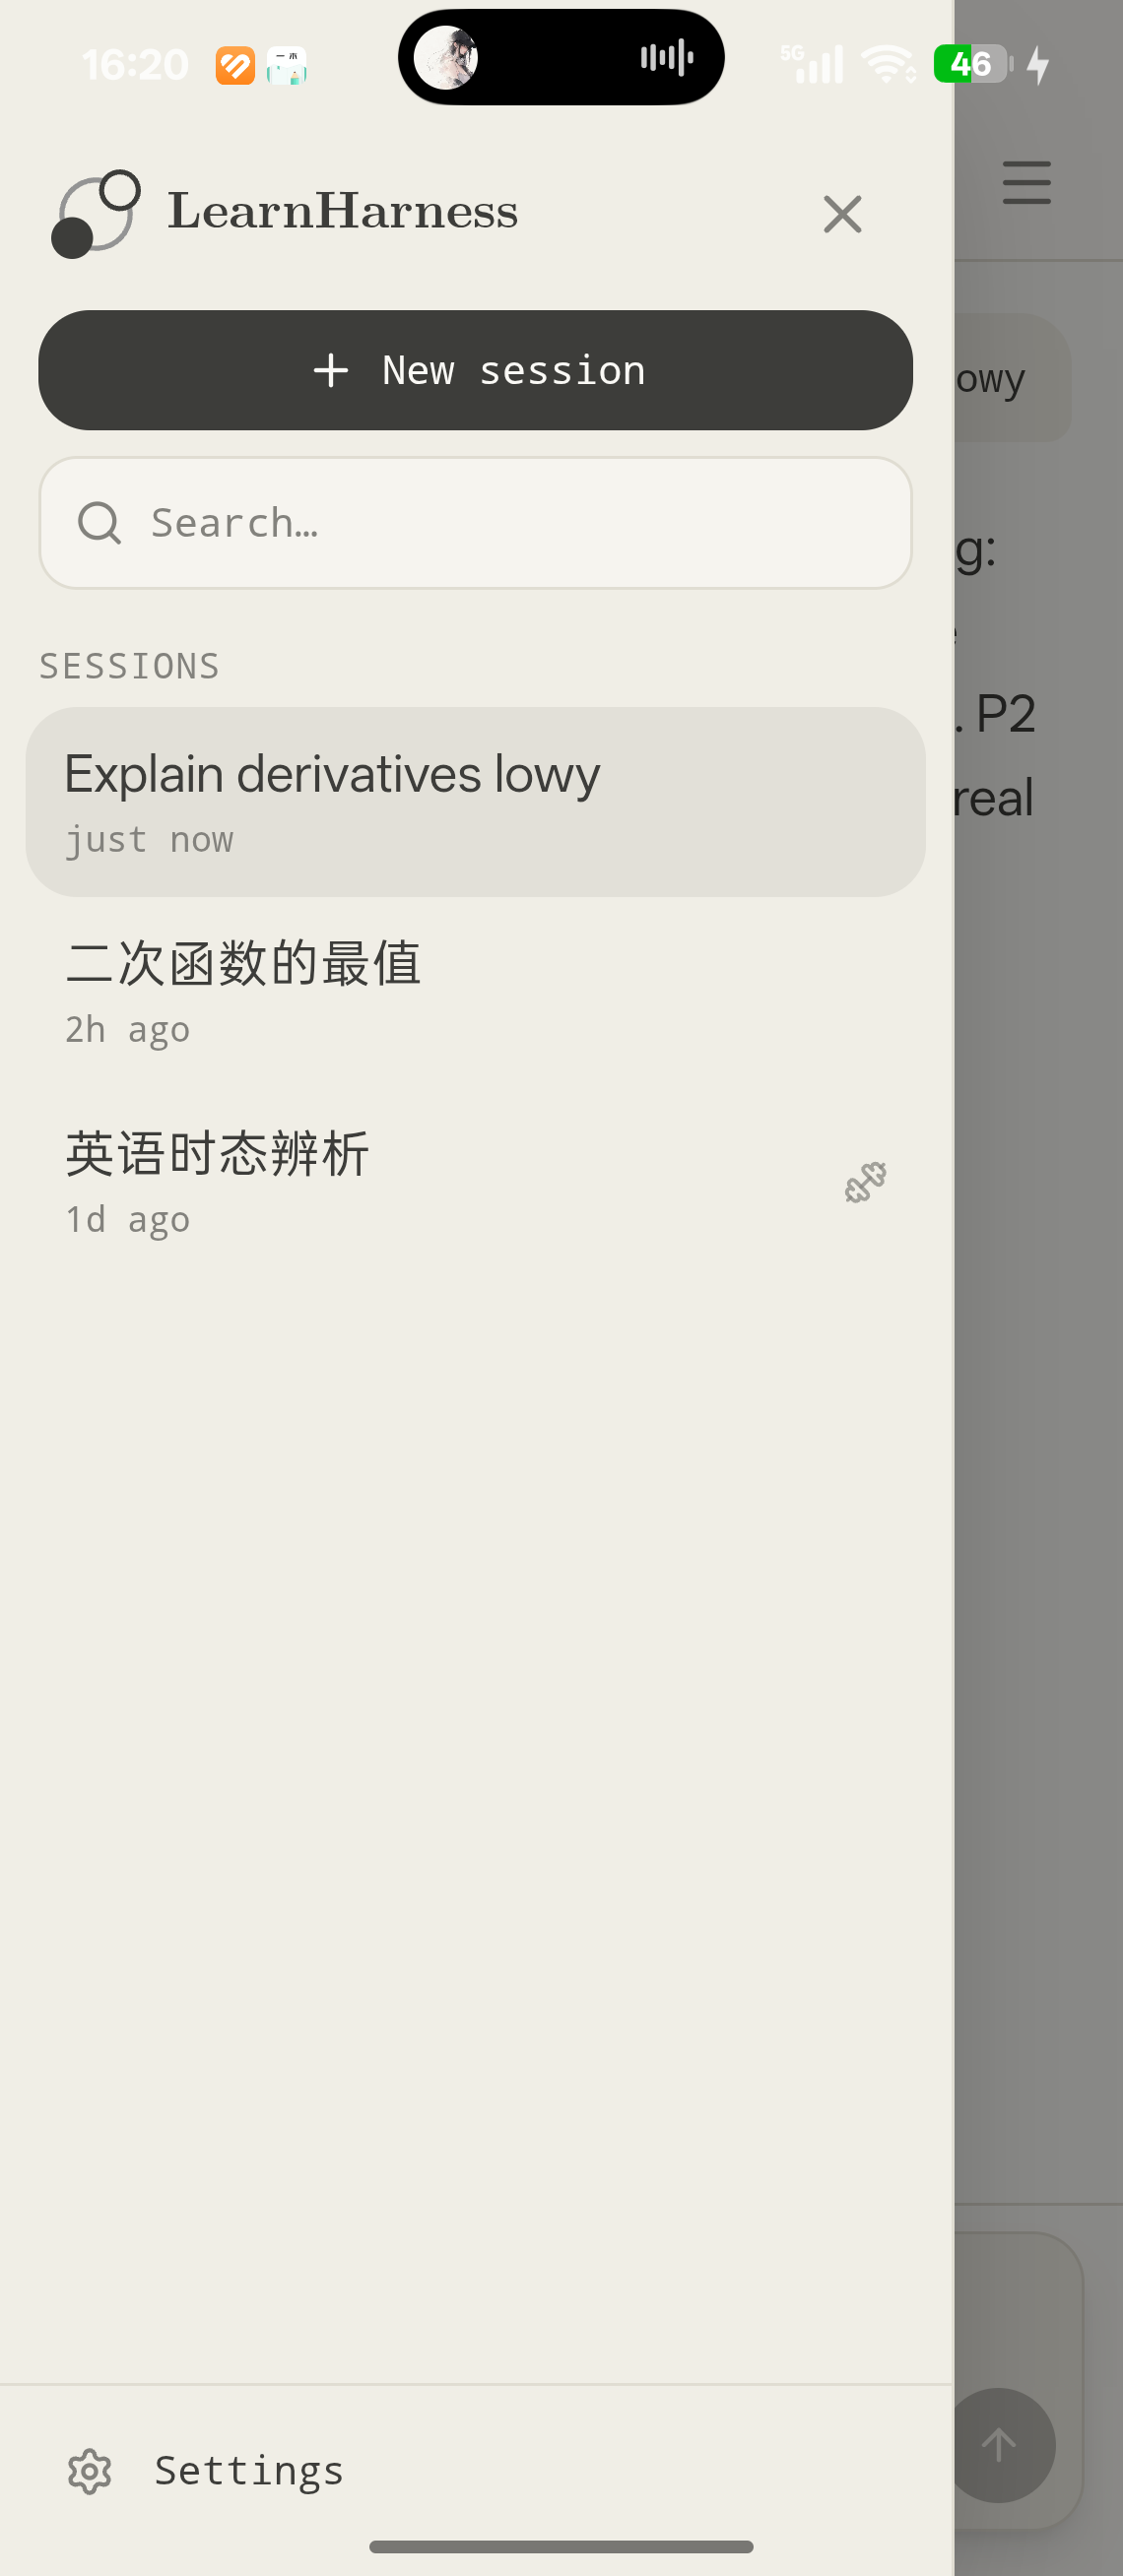 16:20
5G
46
LearnHarness
New session
owy
Search…
g:
SESSIONS
. P2
Explain derivatives lowy
real
just now
二次函数的最值
2h ago
英语时态辨析
1d ago
Settings